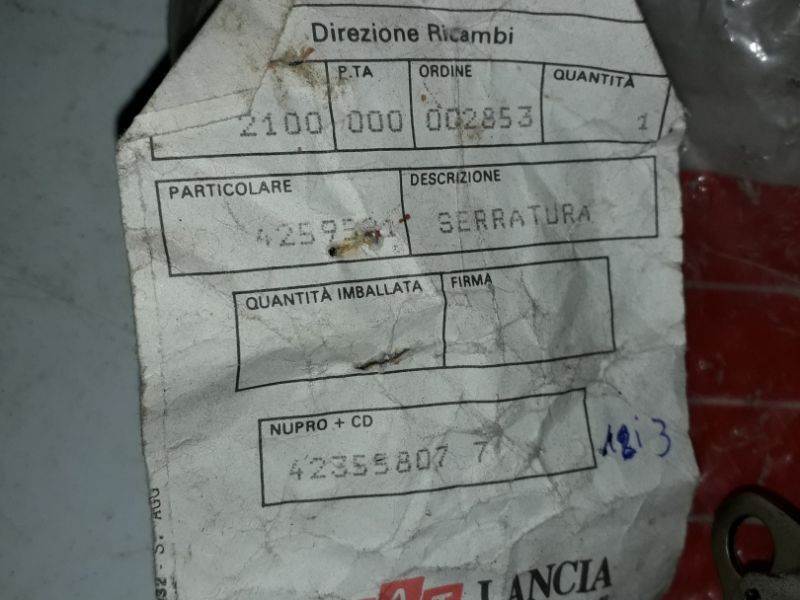 Direzione Ricambi
P.TA ORDINE QUANTITÀ
2100 000 002853 1
PARTICOLARE DESCRIZIONE
SERRATURA
QUANTITÀ IMBALLATA FIRMA
NUPRO + CD
42355807 7
LANCIA